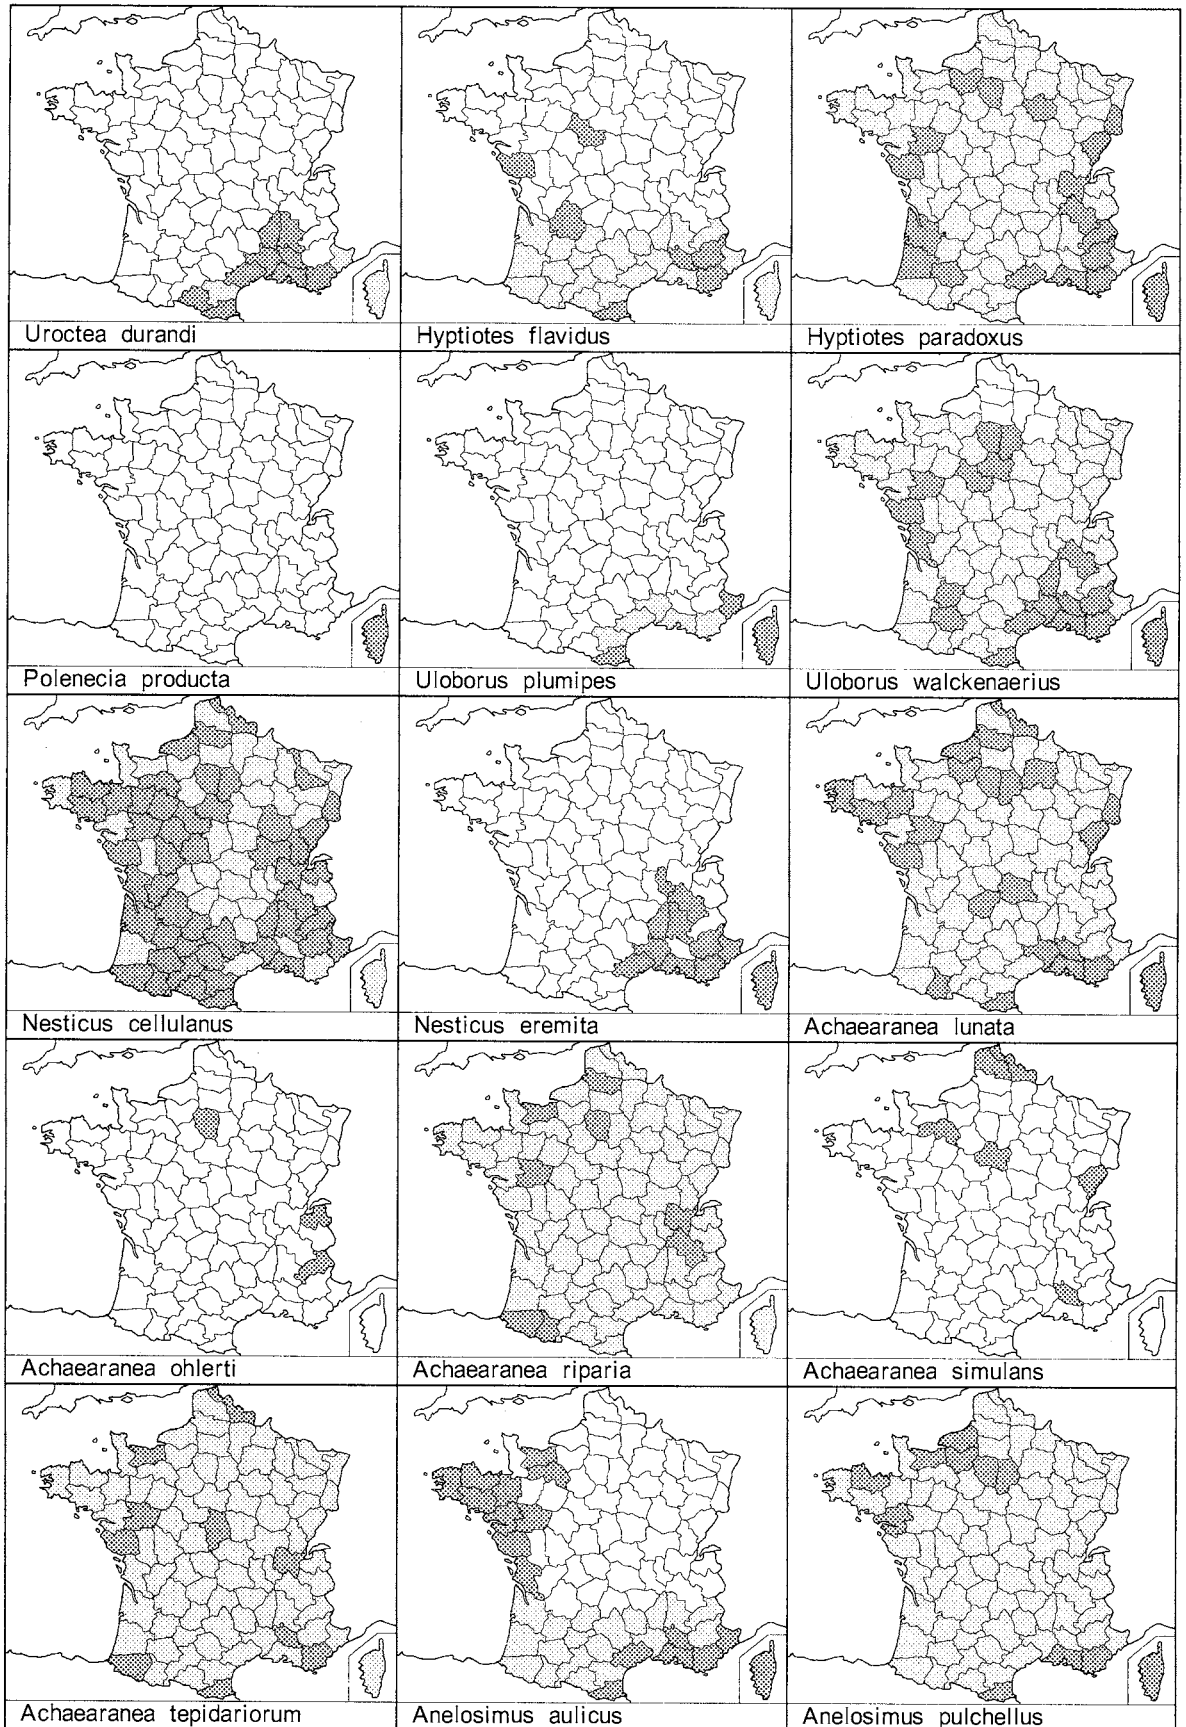 Uroctea durandi
Hyptiotes flavidus
Hyptiotes paradoxus
Polenecia producta
Uloborus plumipes
Uloborus walckenaerius
Nesticus cellulanus
Nesticus eremita
Achaearanea lunata
Achaearanea ohlerti
Achaearanea riparia
Achaearanea simulans
Achaearanea tepidariorum
Anelosimus aulicus
Anelosimus pulchellus